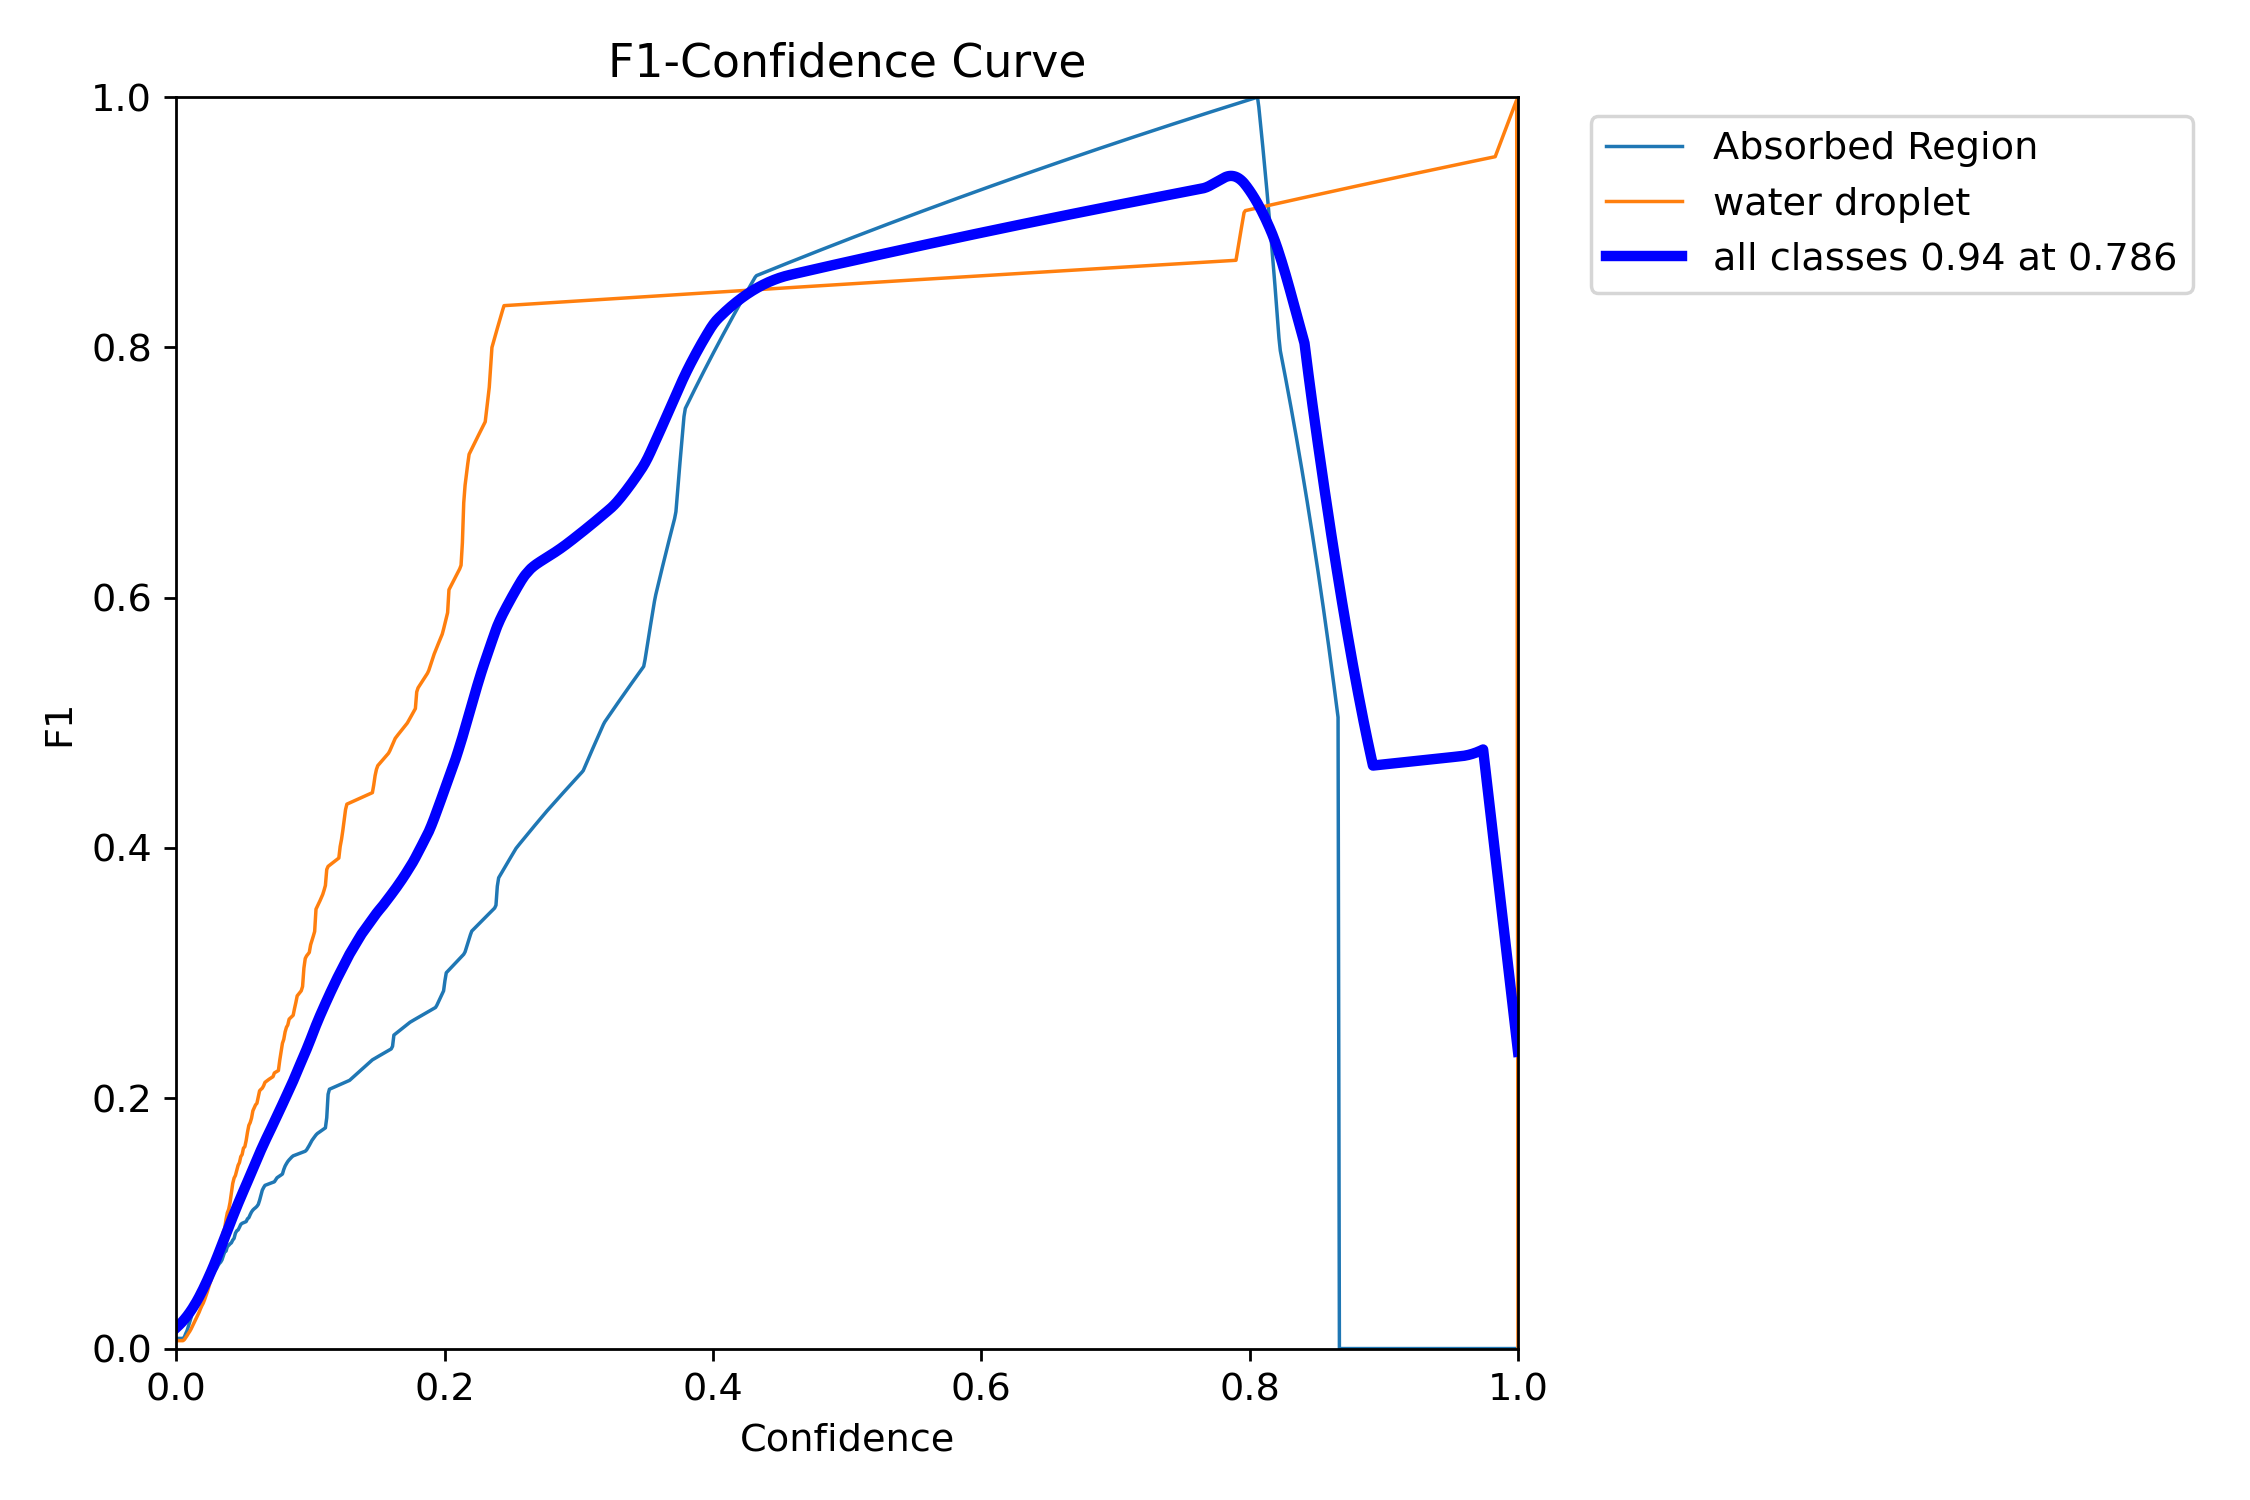 F1-Confidence Curve
1.0
0.8
0.6
0.4
0.2
0.0
F1
0.0 0.2 0.4 0.6 0.8 1.0
Confidence
Absorbed Region
water droplet
all classes 0.94 at 0.786